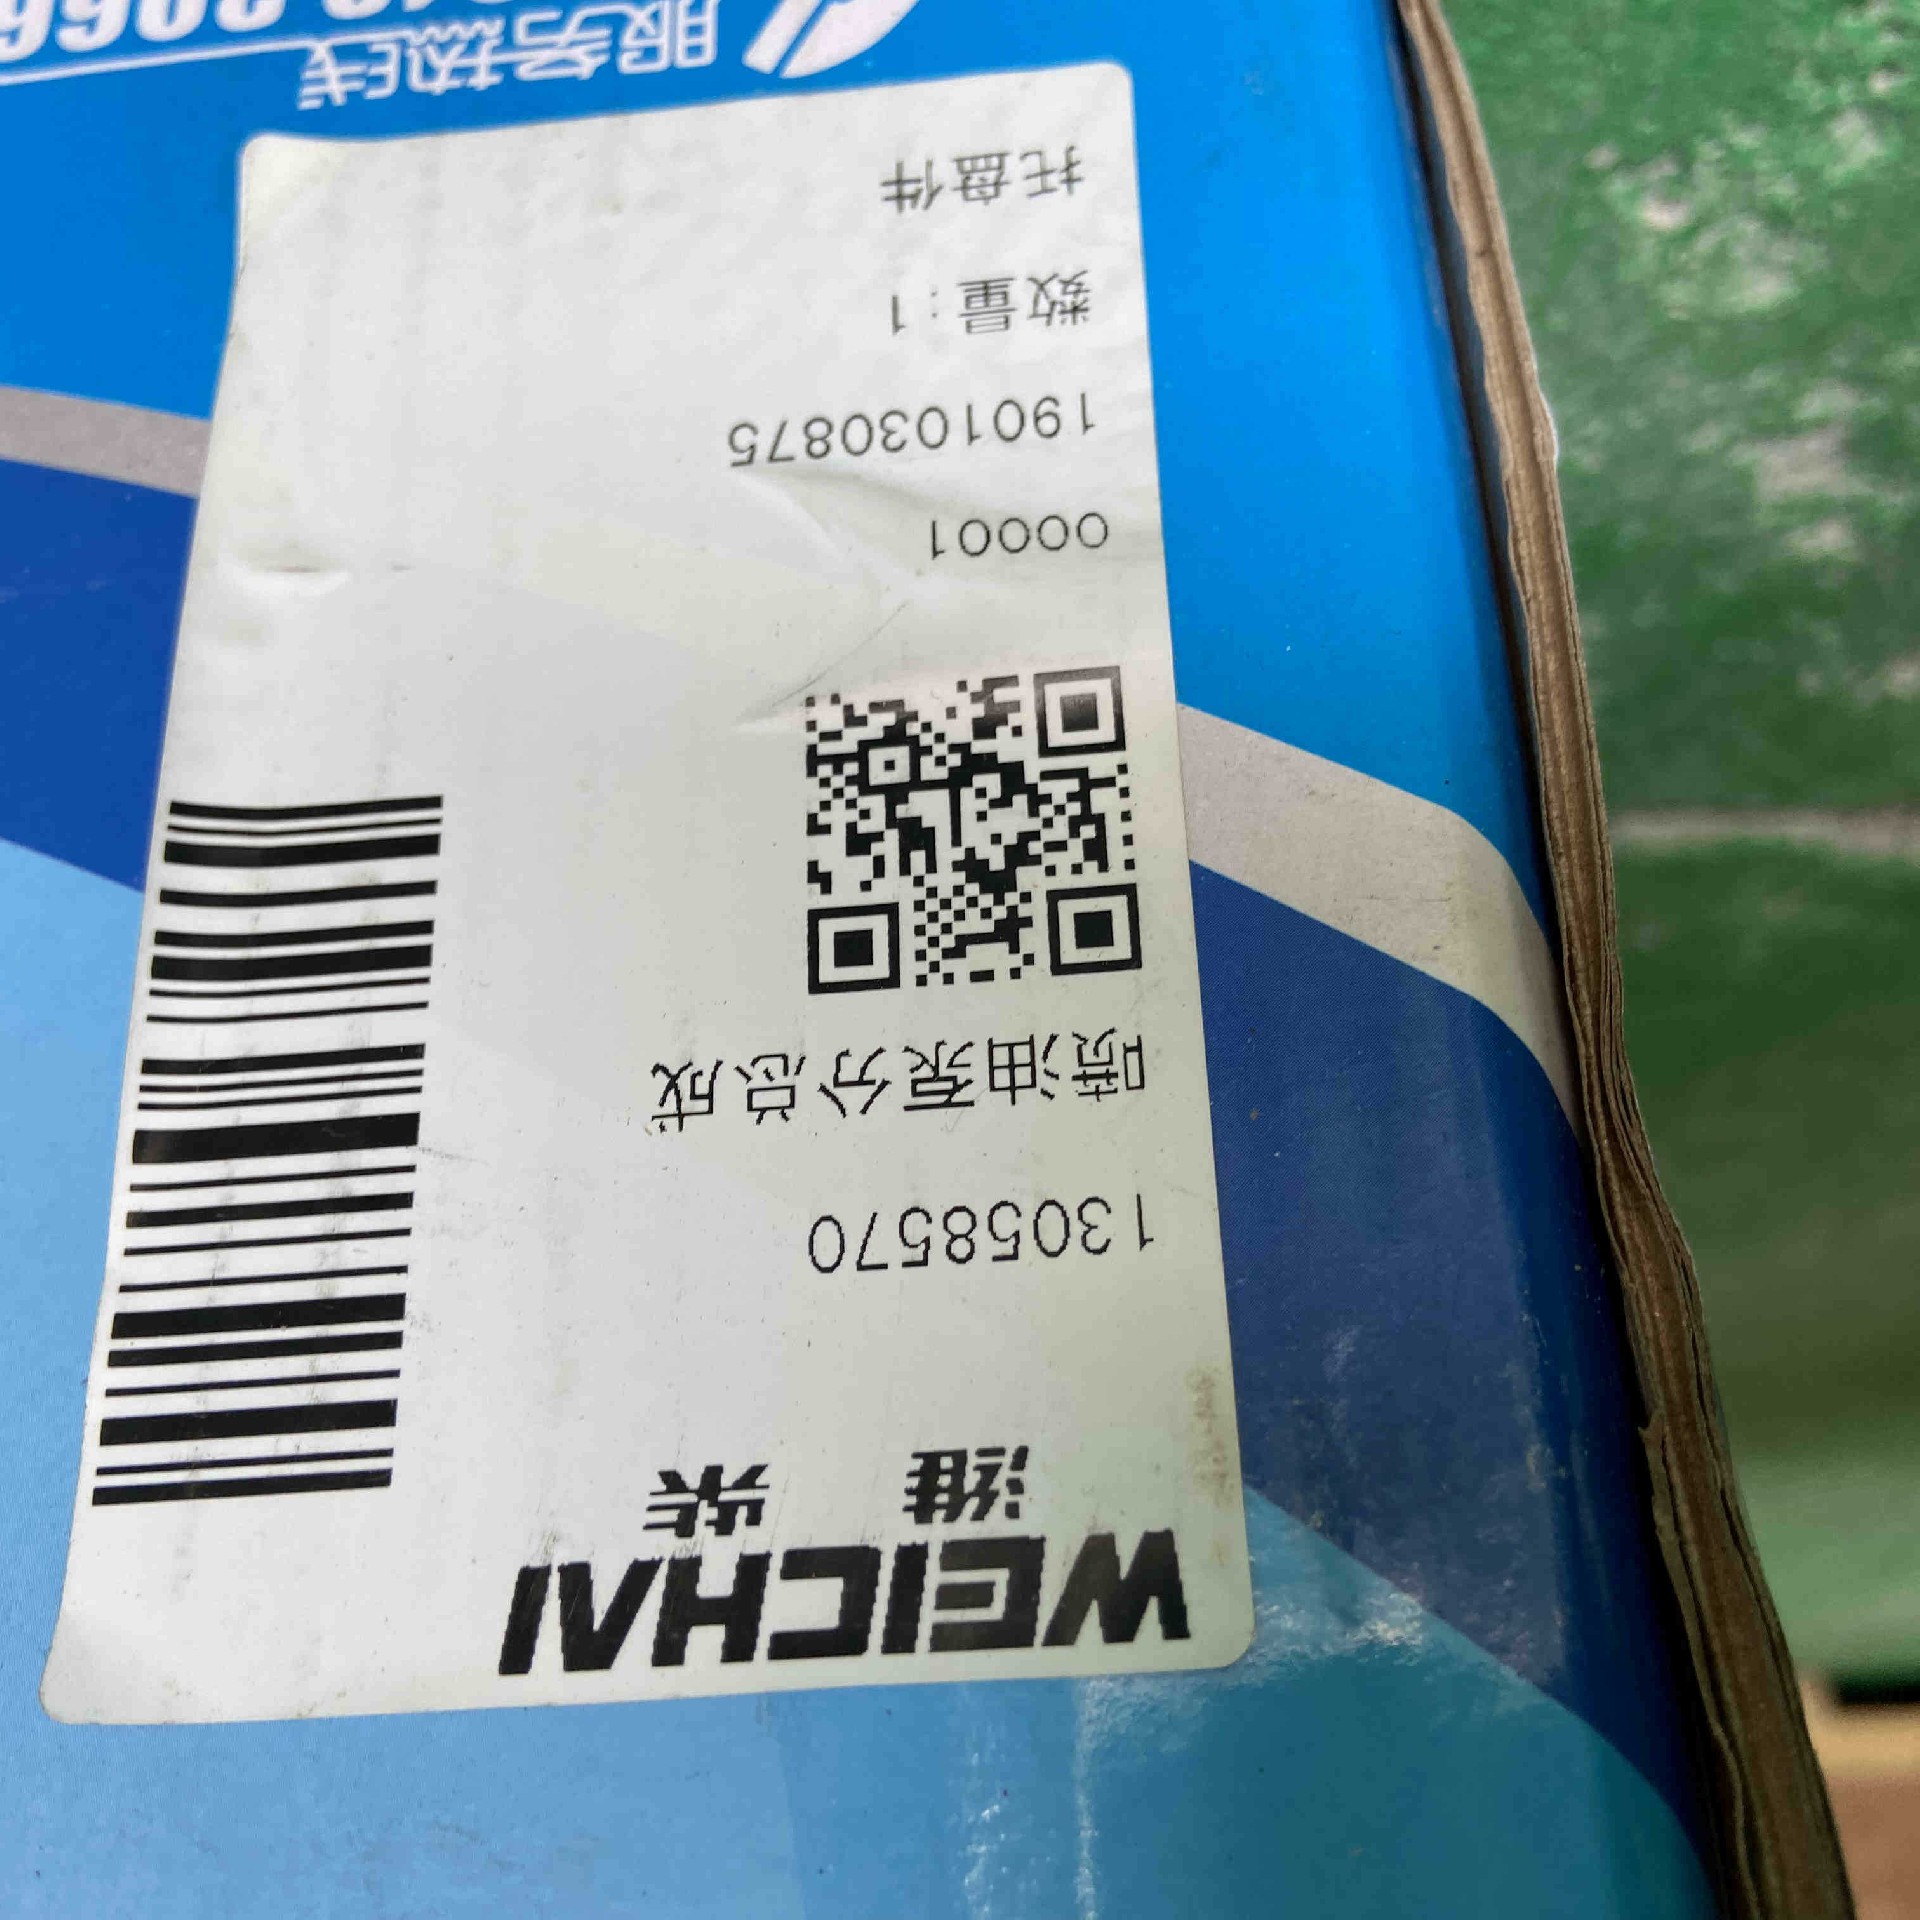 WEICHAI
潍 柴
13058570
喷油泵分总成
00001
1901030875
数量:1
托盘件
服务热线